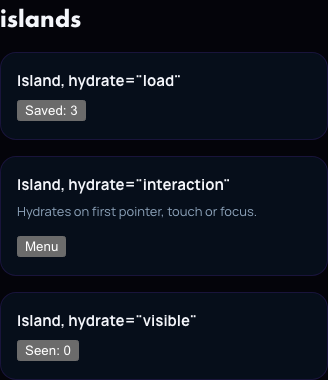 islands
Island, hydrate="load"
Saved: 3
Island, hydrate="interaction"
Hydrates on first pointer, touch or focus.
Menu
Island, hydrate="visible"
Seen: 0